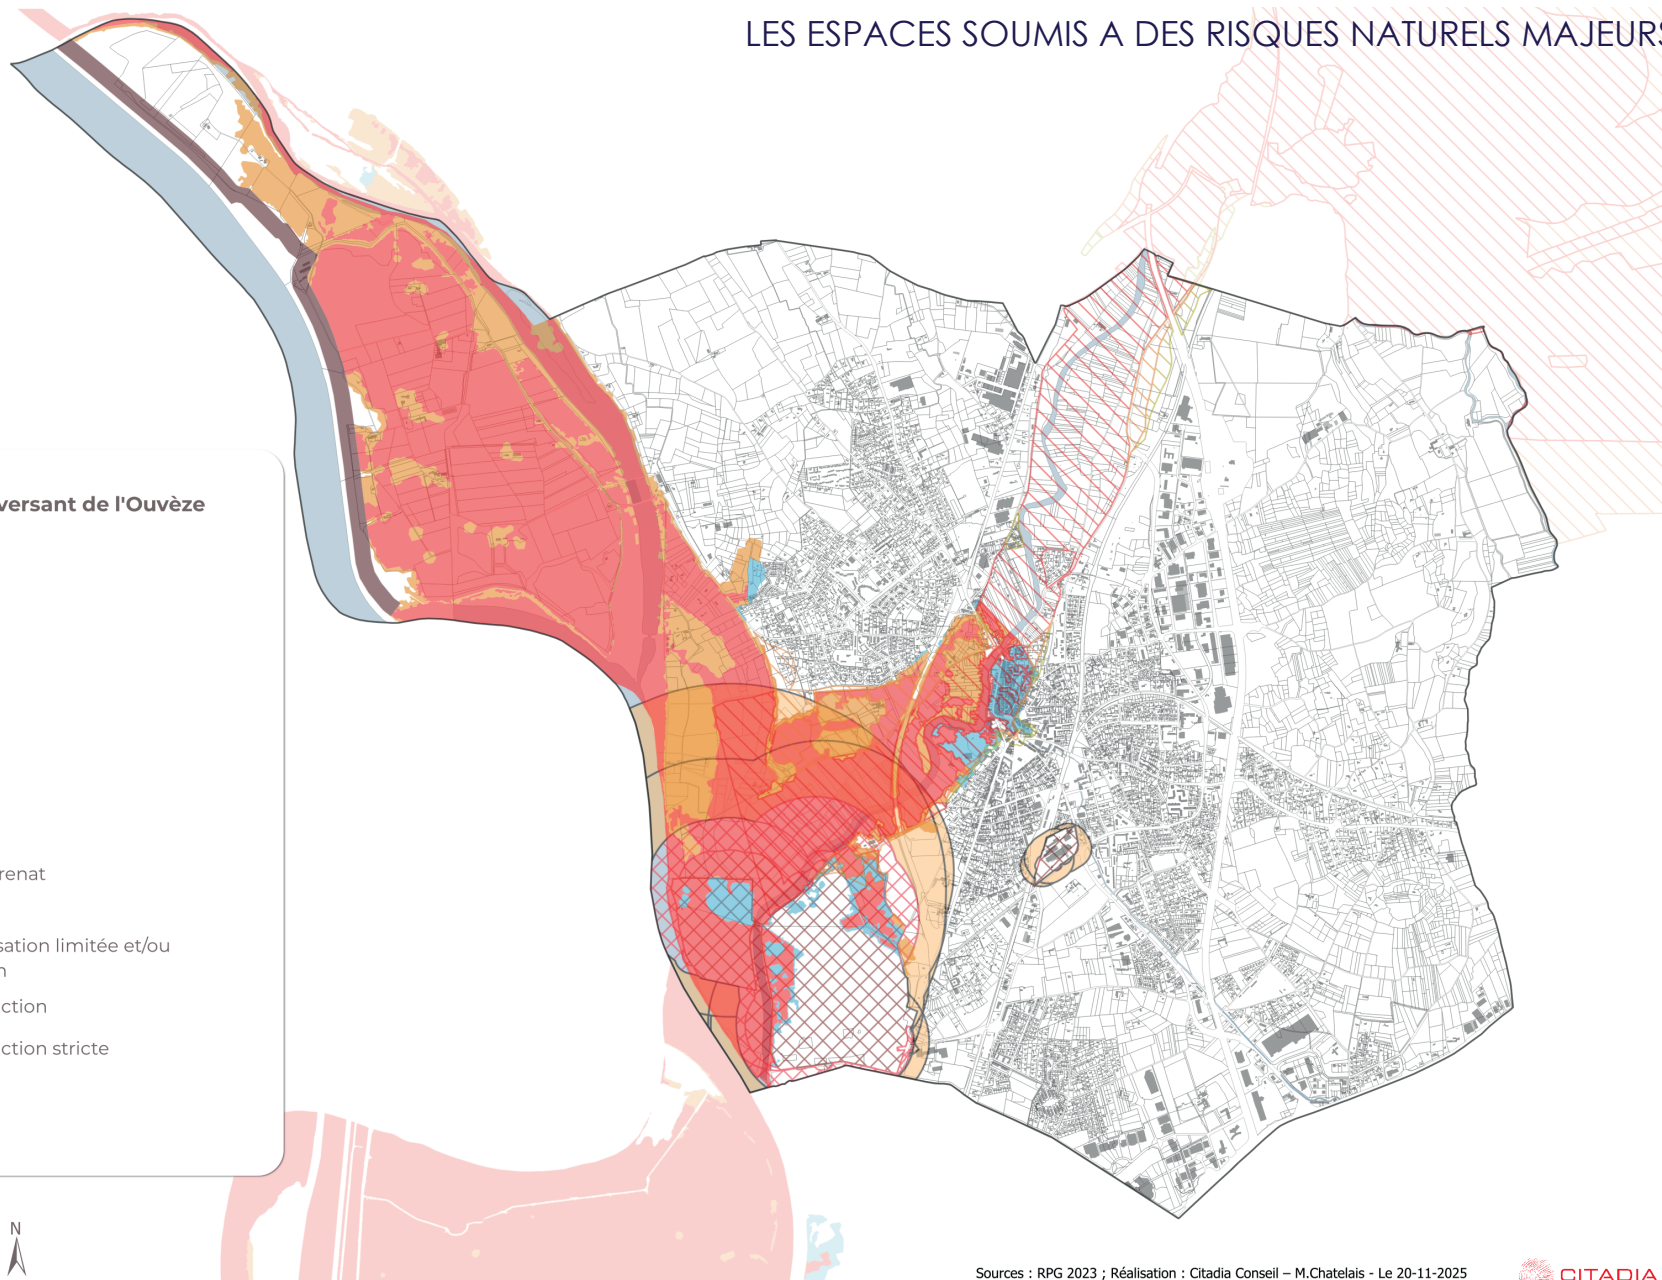 LES ESPACES SOUMIS A DES RISQUES NATURELS MAJEURS
versant de l'Ouvèze
renat
sation limitée et/ou
n
ction
ction stricte
N
Sources : RPG 2023 ; Réalisation : Citadia Conseil – M.Chatelais - Le 20-11-2025
CITADIA